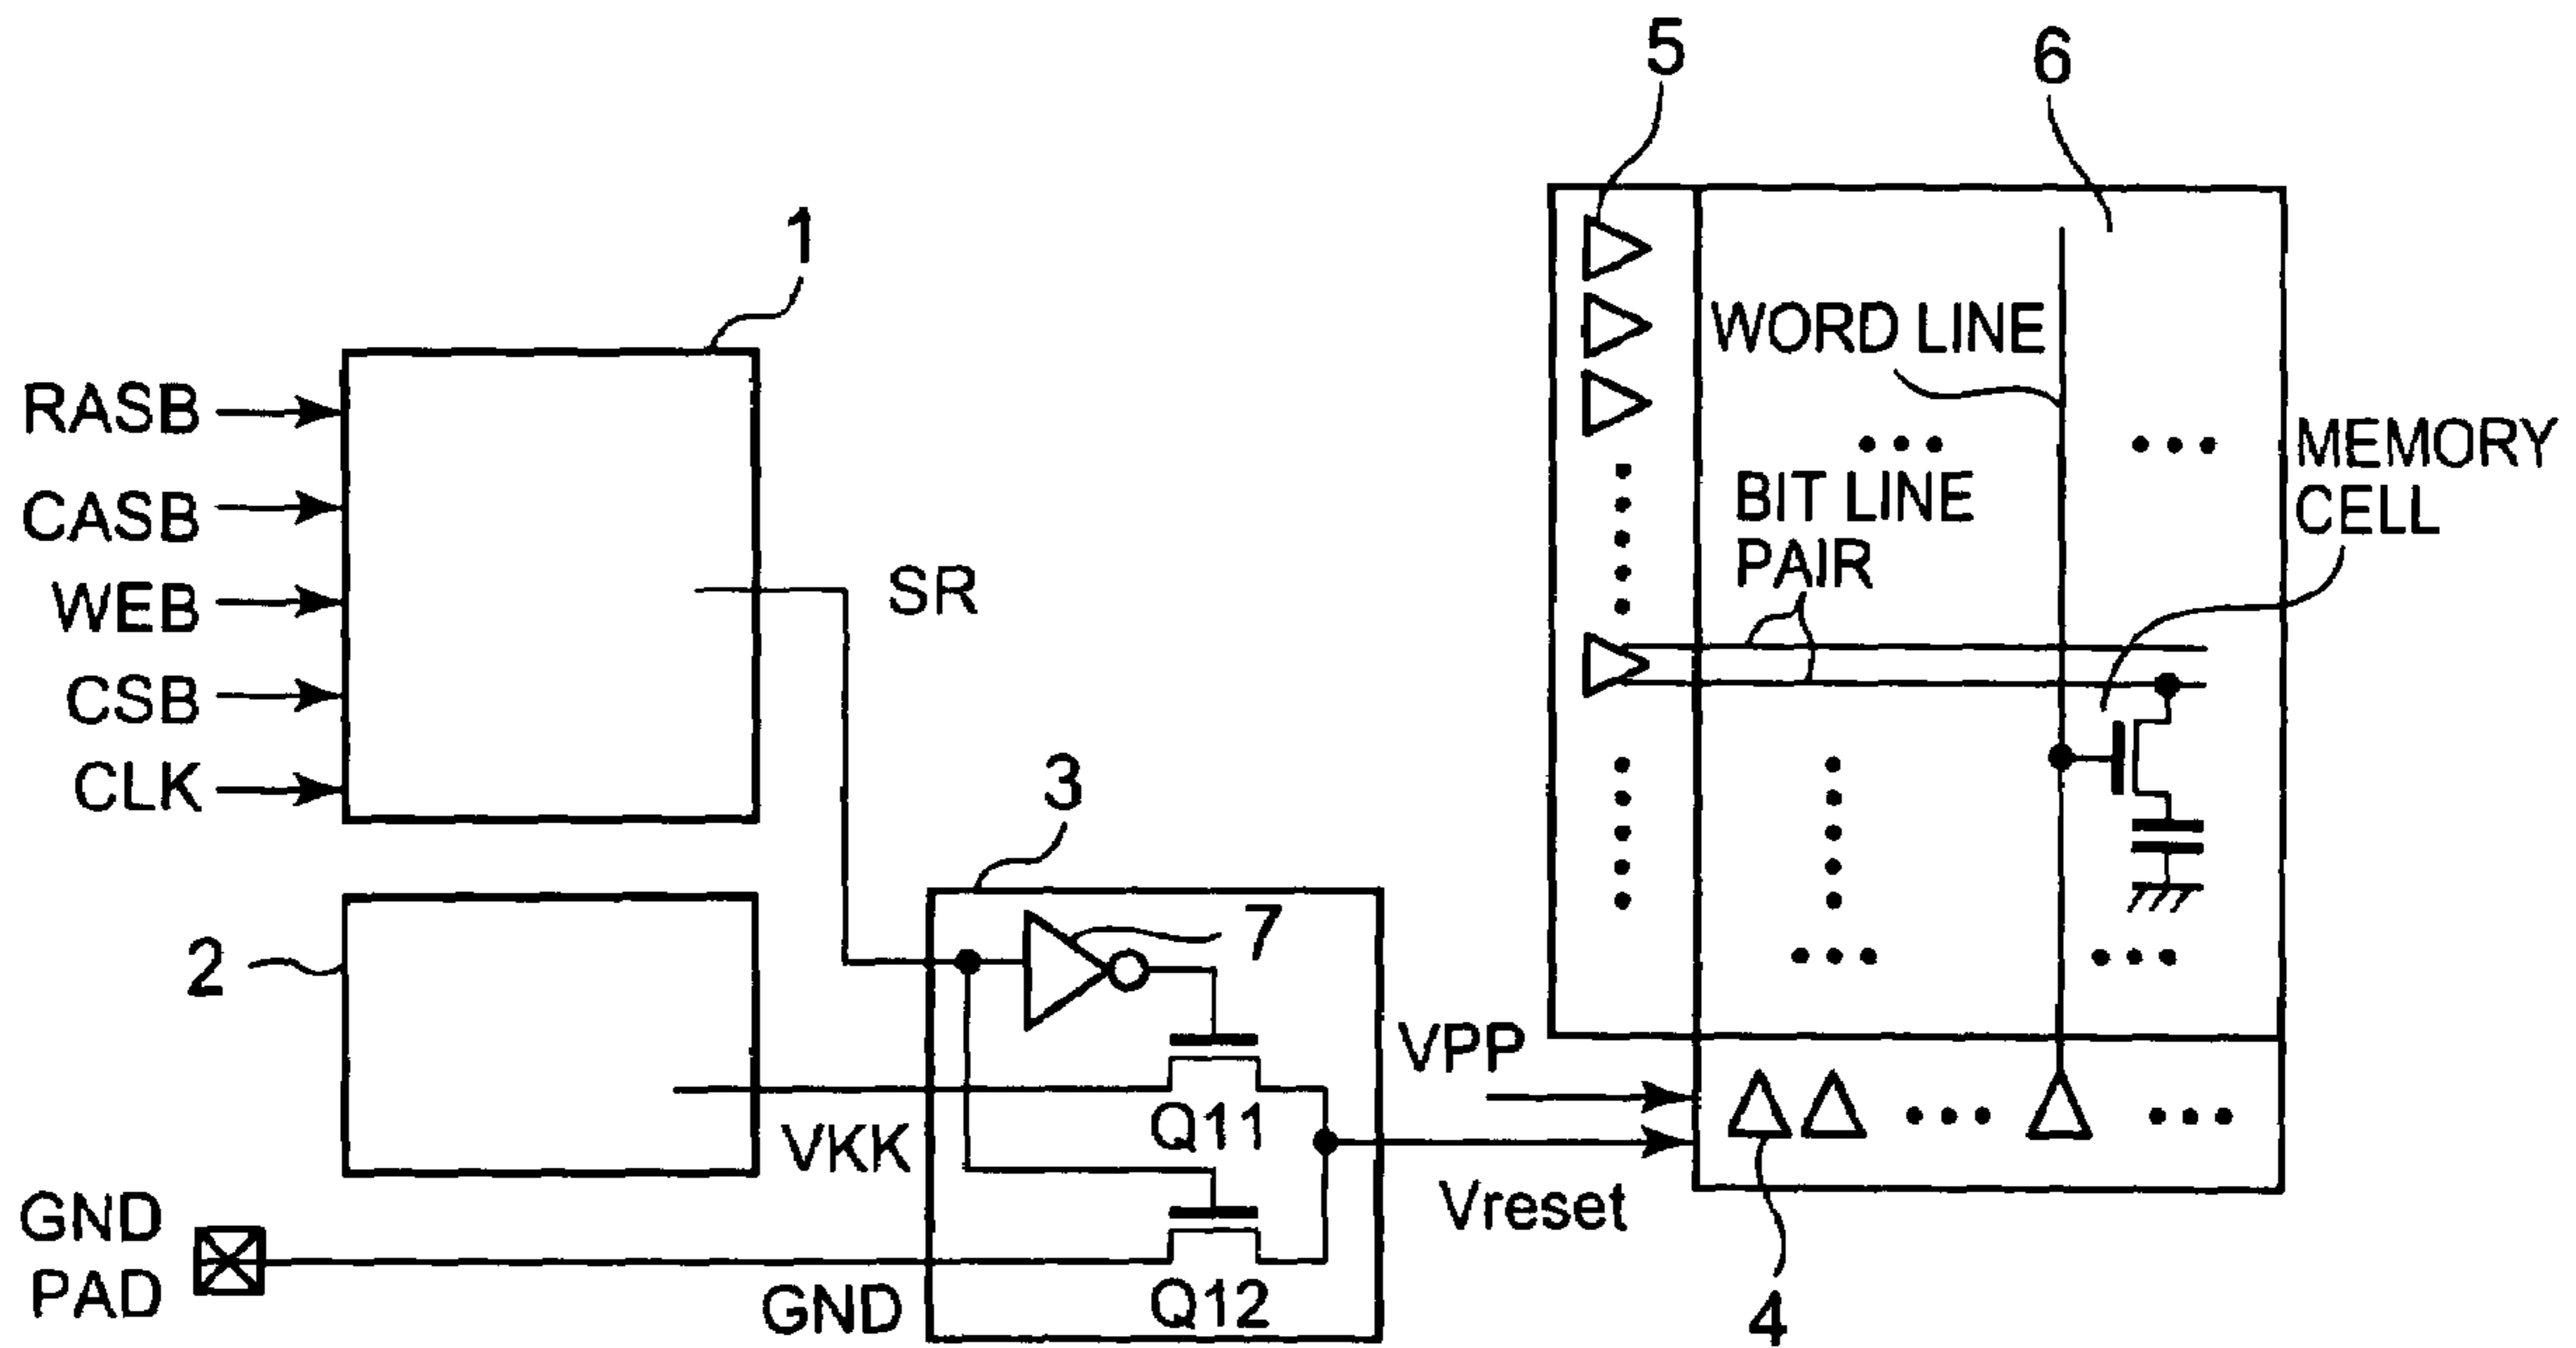 5
6
1
WORD LINE
RASB
MEMORY
CELL
CASB
BIT LINE
PAIR
SR
WEB
CSB
CLK
3
7
2
VPP
Q11
VKK
GND
PAD
Vreset
GND
Q12
4